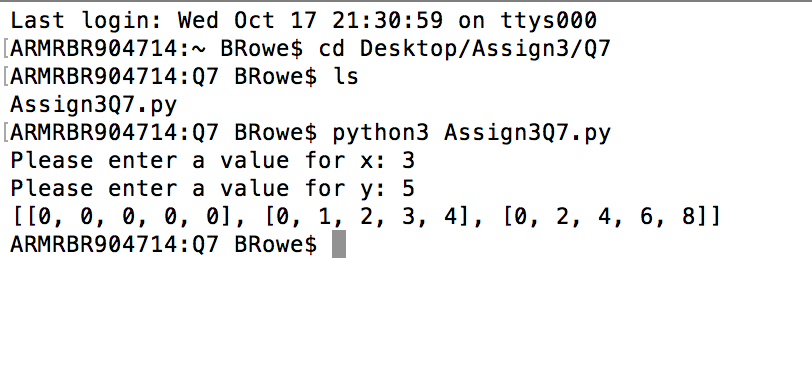 Last login: Wed Oct 17 21:30:59 on ttys000
[ARMRBR904714:~ BRowe$ cd Desktop/Assign3/Q7
[ARMRBR904714:Q7 BRowe$ ls
Assign3Q7.py
[ARMRBR904714:Q7 BRowe$ python3 Assign3Q7.py
Please enter a value for x: 3
Please enter a value for y: 5
[[0, 0, 0, 0, 0], [0, 1, 2, 3, 4], [0, 2, 4, 6, 8]]
ARMRBR904714:Q7 BRowe$